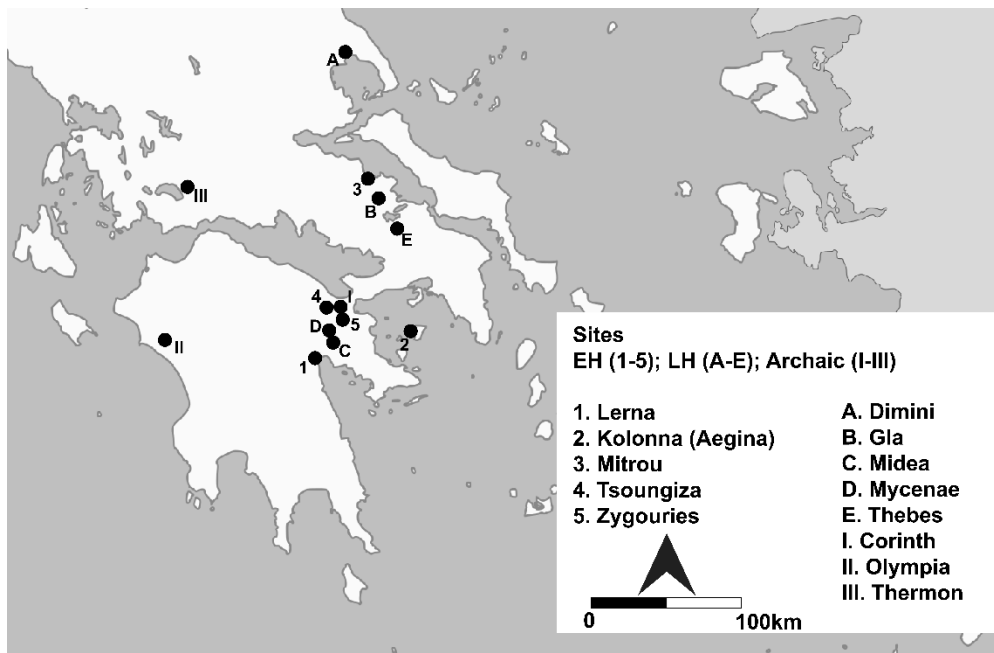 A
3
III
B
E
4
I
5
D
2
II
C
1
Sites
EH (1-5); LH (A-E); Archaic (I-III)
1. Lerna
2. Kolonna (Aegina)
3. Mitrou
4. Tsoungiza
5. Zygouries
A. Dimini
B. Gla
C. Midea
D. Mycenae
E. Thebes
I. Corinth
II. Olympia
III. Thermon
0
100km